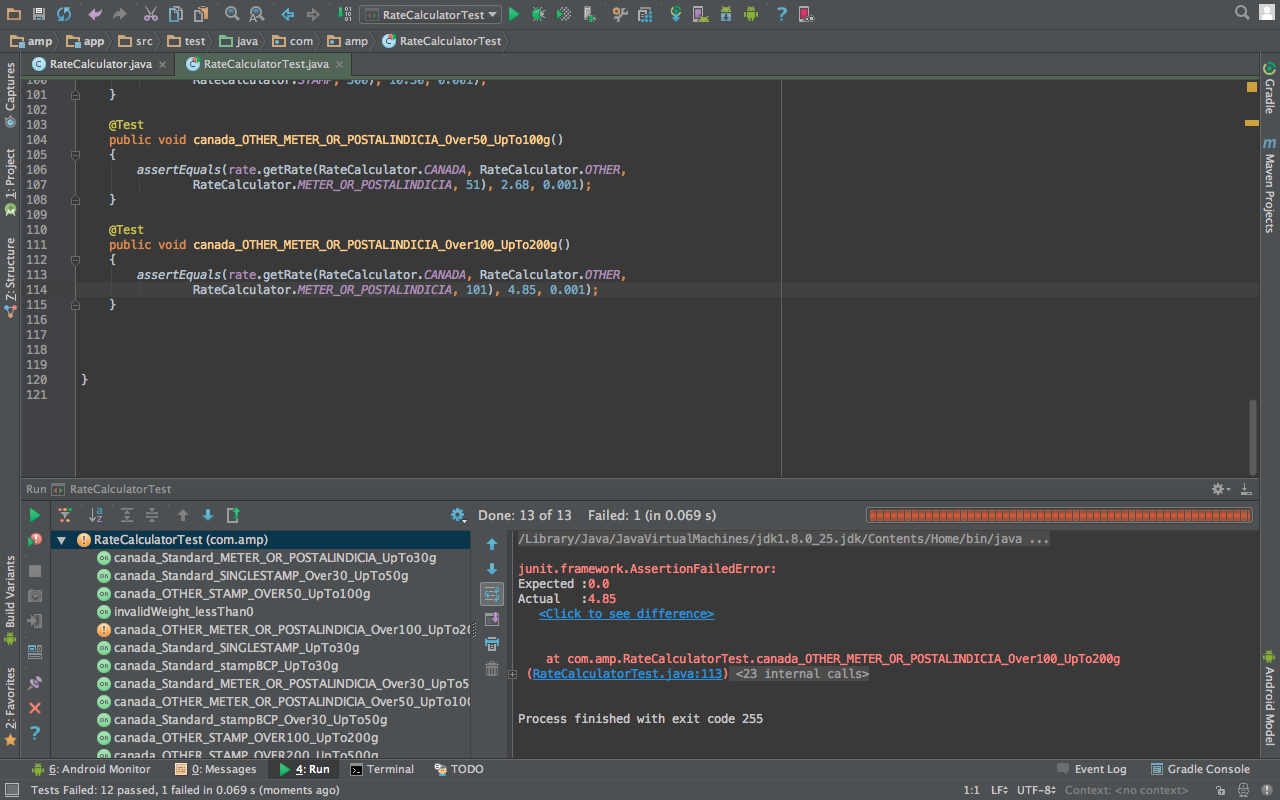 RateCalculatorTest
amp app src test java com amp RateCalculatorTest
RateCalculator.java RateCalculatorTest.java
Captures
1: Project
7: Structure
Build Variants
2: Favorites
100 RateCalculator.STAMP, 500), 10.30, 0.001);
101 }
102
103 @Test
104 public void canada_OTHER_METER_OR_POSTALINDICIA_Over50_UpTo100g()
105 {
106 assertEquals(rate.getRate(RateCalculator.CANADA, RateCalculator.OTHER,
107 RateCalculator.METER_OR_POSTALINDICIA, 51), 2.68, 0.001);
108 }
109
110 @Test
111 public void canada_OTHER_METER_OR_POSTALINDICIA_Over100_UpTo200g()
112 {
113 assertEquals(rate.getRate(RateCalculator.CANADA, RateCalculator.OTHER,
114 RateCalculator.METER_OR_POSTALINDICIA, 101), 4.85, 0.001);
115 }
116
117
118
119
120 }
121
Gradle
Maven Projects
Android Model
Run RateCalculatorTest
Done: 13 of 13 Failed: 1 (in 0.069 s)
RateCalculatorTest (com.amp)
canada_Standard_METER_OR_POSTALINDICIA_UpTo30g
canada_Standard_SINGLESTAMP_Over30_UpTo50g
canada_OTHER_STAMP_OVER50_UpTo100g
invalidWeight_lessThan0
canada_OTHER_METER_OR_POSTALINDICIA_Over100_UpTo20
canada_Standard_SINGLESTAMP_UpTo30g
canada_Standard_stampBCP_UpTo30g
canada_Standard_METER_OR_POSTALINDICIA_Over30_UpTo5
canada_OTHER_METER_OR_POSTALINDICIA_Over50_UpTo100
canada_Standard_stampBCP_Over30_UpTo50g
canada_OTHER_STAMP_OVER100_UpTo200g
canada_OTHER_STAMP_OVER200_UpTo500g
/Library/Java/JavaVirtualMachines/jdk1.8.0_25.jdk/Contents/Home/bin/java ...
junit.framework.AssertionFailedError:
Expected :0.0
Actual :4.85
<Click to see difference>
at com.amp.RateCalculatorTest.canada_OTHER_METER_OR_POSTALINDICIA_Over100_UpTo200g
(RateCalculatorTest.java:113) <23 internal calls>
Process finished with exit code 255
6: Android Monitor 0: Messages 4: Run Terminal TODO Event Log Gradle Console
Tests Failed: 12 passed, 1 failed in 0.069 s (moments ago) 1:1 LF UTF-8 Context: <no context>